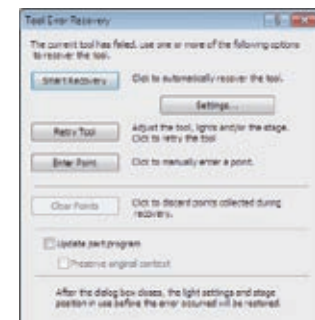 Tool Error Recovery
The current tool has failed, use one or more of the following options
to recover the tool.
Smart Recovery
Click to automatically recover the tool.
Settings...
Retry Tool
Adjust the tool, lights and/or the stage.
Click to retry the tool
Enter Point
Click to manually enter a point.
Clear Points
Click to discard points collected during
recovery.
Update part program
Preserve original context
After the dialog box closes, the light settings and stage
position in use before the error occurred will be restored.